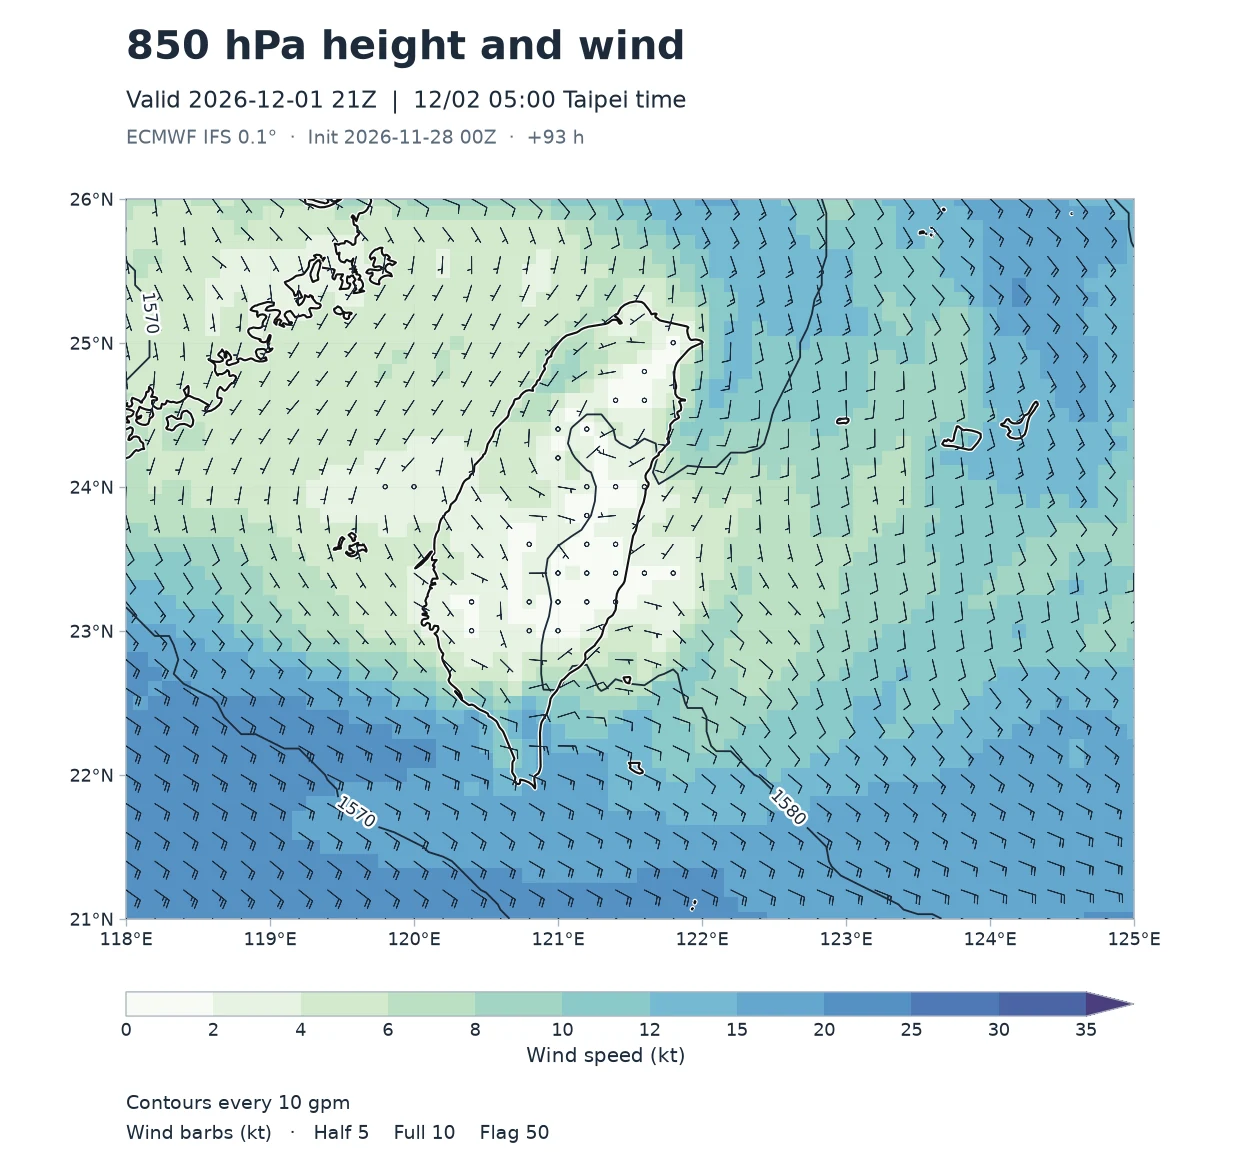 850 hPa height and wind
Valid 2026-12-01 21Z | 12/02 05:00 Taipei time
ECMWF IFS 0.1° · Init 2026-11-28 00Z · +93 h
26°N
25°N
24°N
23°N
22°N
21°N
1570
1570
1580
118°E 119°E 120°E 121°E 122°E 123°E 124°E 125°E
0 2 4 6 8 10 12 15 20 25 30 35
Wind speed (kt)
Contours every 10 gpm
Wind barbs (kt) · Half 5 Full 10 Flag 50